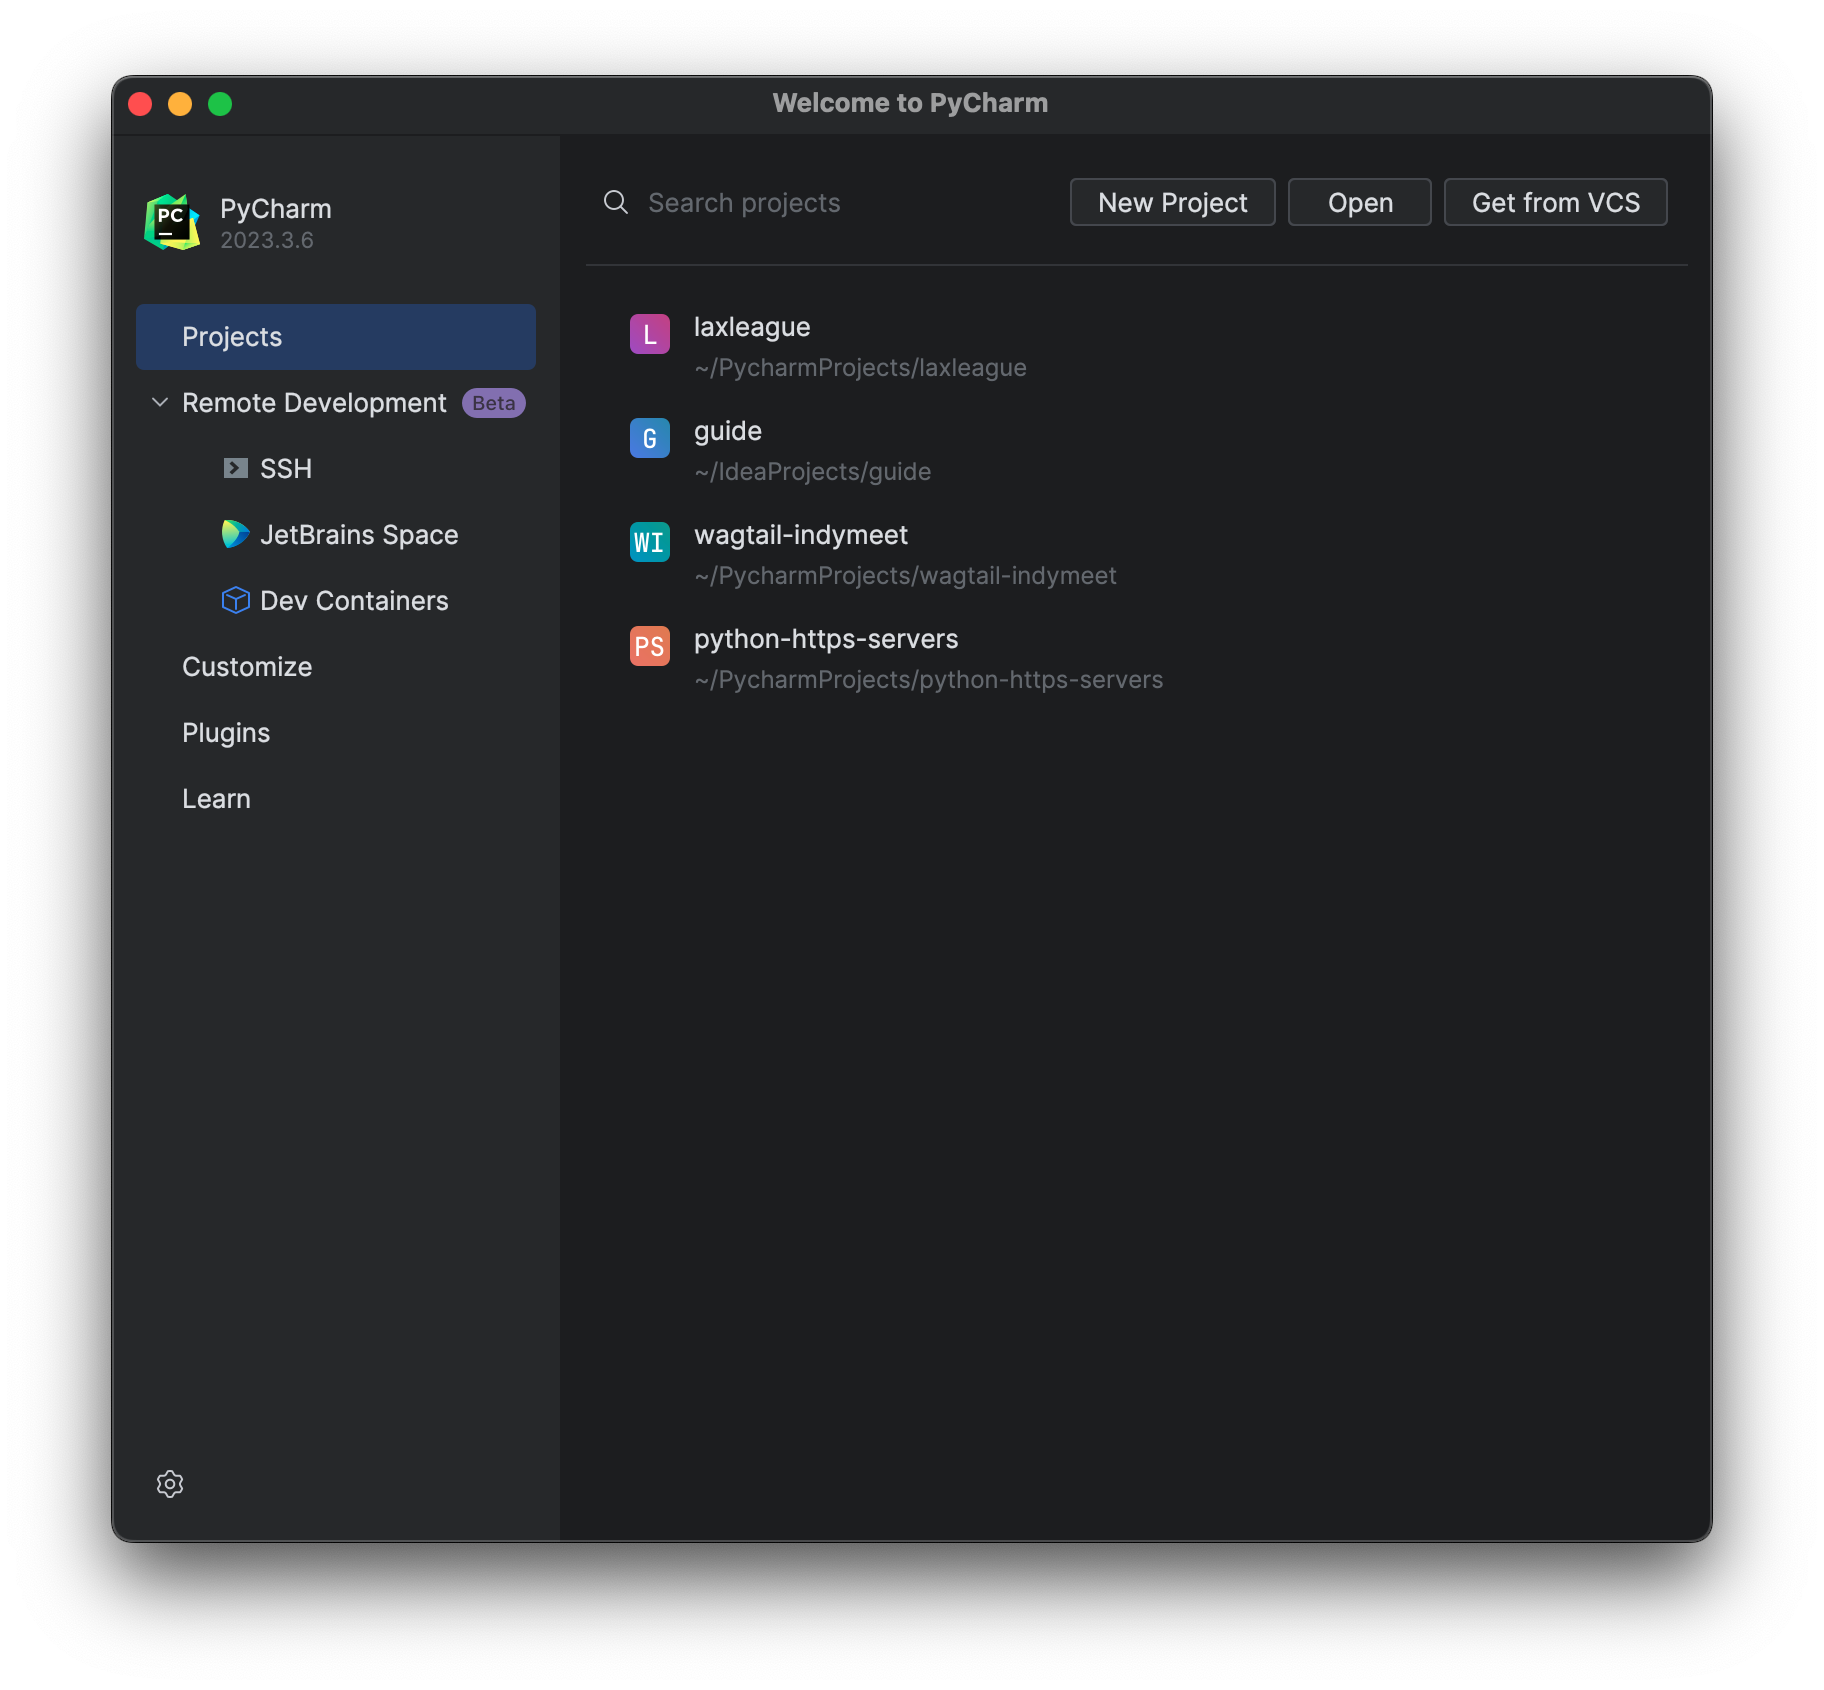 Welcome to PyCharm
PC
PyCharm
2023.3.6
Projects
Remote Development Beta
SSH
JetBrains Space
Dev Containers
Customize
Plugins
Learn
Search projects
New Project
Open
Get from VCS
L
laxleague
~/PycharmProjects/laxleague
G
guide
~/IdeaProjects/guide
WI
wagtail-indymeet
~/PycharmProjects/wagtail-indymeet
PS
python-https-servers
~/PycharmProjects/python-https-servers